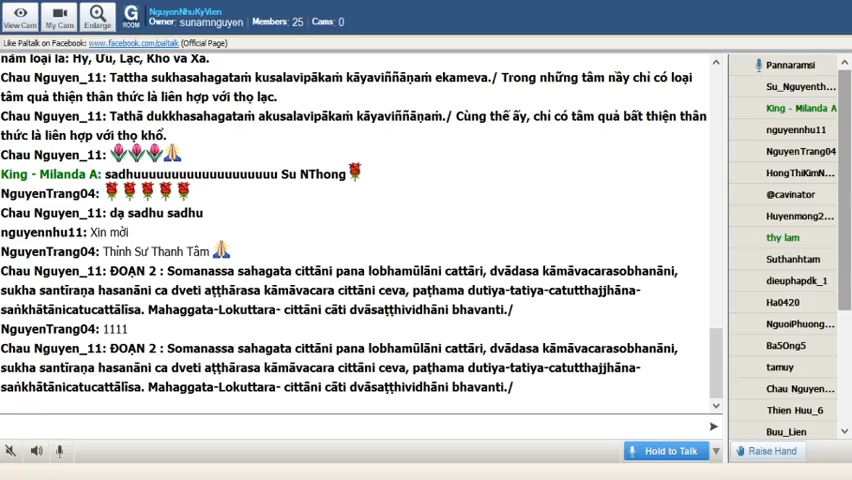 NguyenNhuKyVien
Owner: sunamnguyen Members: 25 Cams: 0
View Cam
My Cam
Enlarge
G
ROOM
Like Paltalk on Facebook: www.facebook.com/paltalk (Official Page)
năm loại là: Hỷ, Ưu, Lạc, Khổ và Xả.
Chau Nguyen_11: Tattha sukhasahagataṁ kusalavipākaṁ kāyaviññāṇaṁ ekameva./ Trong những tâm nầy chỉ có loại
tâm quả thiện thân thức là liên hợp với thọ lạc.
Chau Nguyen_11: Tathā dukkhasahagataṁ akusalavipākaṁ kāyaviññāṇaṁ./ Cùng thế ấy, chỉ có tâm quả bất thiện thân
thức là liên hợp với thọ khổ.
Chau Nguyen_11:
King - Milanda A: sadhuuuuuuuuuuuuuuuuuuu Su NThong
NguyenTrang04:
Chau Nguyen_11: dạ sadhu sadhu
nguyennhu11: Xin mời
NguyenTrang04: Thỉnh Sư Thanh Tâm
Chau Nguyen_11: ĐOẠN 2 : Somanassa sahagata cittāni pana lobhamūlāni cattāri, dvādasa kāmāvacarasobhanāni,
sukha santīraṇa hasanāni ca dveti aṭṭhārasa kāmāvacara cittāni ceva, paṭhama dutiya-tatiya-catutthajjhāna-
saṅkhātānicatucattālīsa. Mahaggata-Lokuttara- cittāni cāti dvāsaṭṭhividhāni bhavanti./
NguyenTrang04: 1111
Chau Nguyen_11: ĐOẠN 2 : Somanassa sahagata cittāni pana lobhamūlāni cattāri, dvādasa kāmāvacarasobhanāni,
sukha santīraṇa hasanāni ca dveti aṭṭhārasa kāmāvacara cittāni ceva, paṭhama dutiya-tatiya-catutthajjhāna-
saṅkhātānicatucattālīsa. Mahaggata-Lokuttara- cittāni cāti dvāsaṭṭhividhāni bhavanti./
Hold to Talk
Pannaramsi
Su_Nguyenth...
King - Milanda A
nguyennhu11
NguyenTrang04
HongThiKimN...
@cavinator
Huyenmong2...
thy lam
Suthanhtam
dieuphapdk_1
Ha0420
NguoiPhuong...
Ba5Ong5
tamuy
Chau Nguyen...
Thien Huu_6
Buu_Lien
Raise Hand